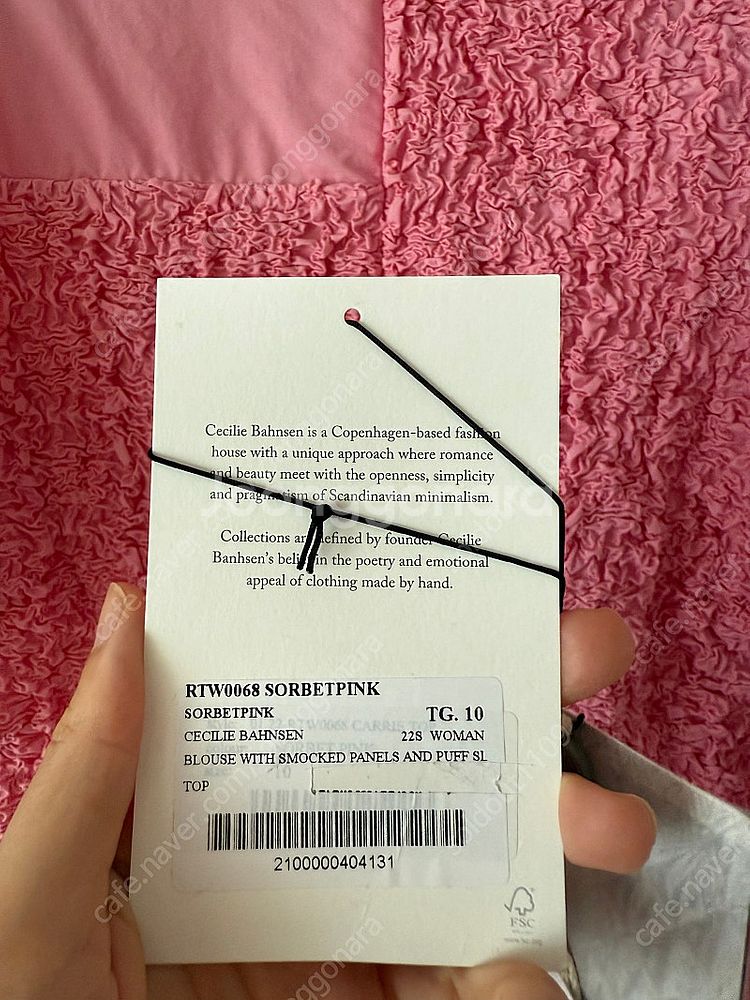 Cecilie Bahnsen is a Copenhagen-based fashion
house with a unique approach where romance
and beauty meet with the openness, simplicity
and pragmatism of Scandinavian minimalism.
Collections are defined by founder Cecilie
Banhsen's belief in the poetry and emotional
appeal of clothing made by hand.
RTW0068 SORBETPINK
SORBETPINK TG. 10
CECILIE BAHNSEN 22S WOMAN
BLOUSE WITH SMOCKED PANELS AND PUFF SL
TOP
2100000404131
FSC